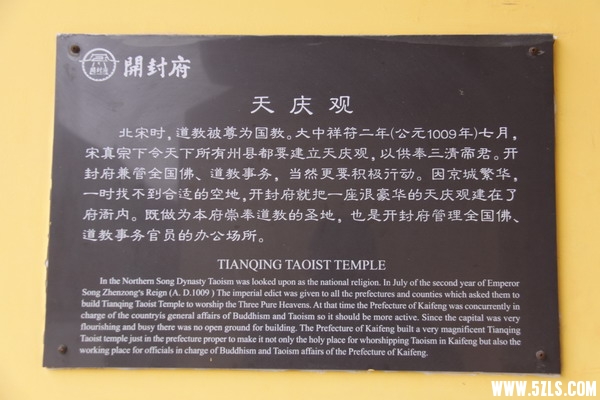 開封府
天庆观
北宋时，道教被尊为国教。大中祥符二年(公元1009年)七月，
宋真宗下令天下所有州县都要建立天庆观，以供奉三清帝君。开
封府兼管全国佛、道教事务，当然更要积极行动。因京城繁华，
一时找不到合适的空地，开封府就把一座很豪华的天庆观建在了
府衙内。既做为本府崇奉道教的圣地，也是开封府管理全国佛、
道教事务官员的办公场所。
TIANQING TAOIST TEMPLE
In the Northern Song Dynasty Taoism was looked upon as the national religion. In July of the second year of Emperor
Song Zhenzong's Reign (A. D.1009 ) The imperial edict was given to all the prefectures and counties which asked them to
build Tianqing Taoist Temple to worship the Three Pure Heavens. At that time the Prefecture of Kaifeng was concurrently in
charge of the countryis general affairs of Buddhism and Taoism so it should be more active. Since the capital was very
flourishing and busy there was no open ground for building. The Prefecture of Kaifeng built a very magnificent Tianqing
Taoist temple just in the prefecture proper to make it not only the holy place for whorshipping Taoism in Kaifeng but also the
working place for officials in charge of Buddhism and Taoism affairs of the Prefecture of Kaifeng.
WWW.52LS.COM